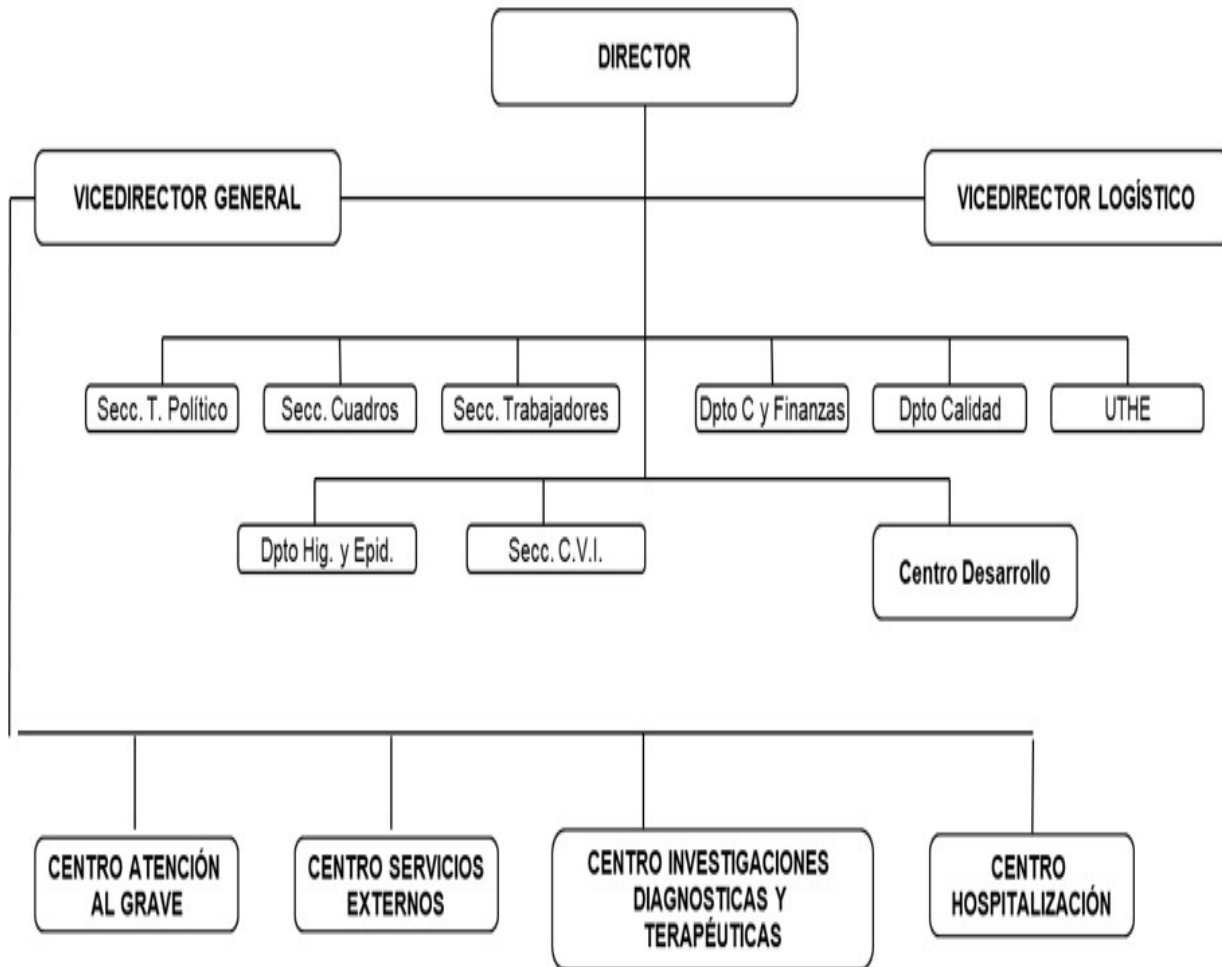 DIRECTOR
VICEDIRECTOR GENERAL
VICEDIRECTOR LOGÍSTICO
Secc. T. Político
Secc. Cuadros
Secc. Trabajadores
Dpto C y Finanzas
Dpto Calidad
UTHE
Dpto Hig. y Epid.
Secc. C.V.I.
Centro Desarrollo
CENTRO ATENCIÓN
AL GRAVE
CENTRO SERVICIOS
EXTERNOS
CENTRO INVESTIGACIONES
DIAGNOSTICAS Y
TERAPÉUTICAS
CENTRO
HOSPITALIZACIÓN